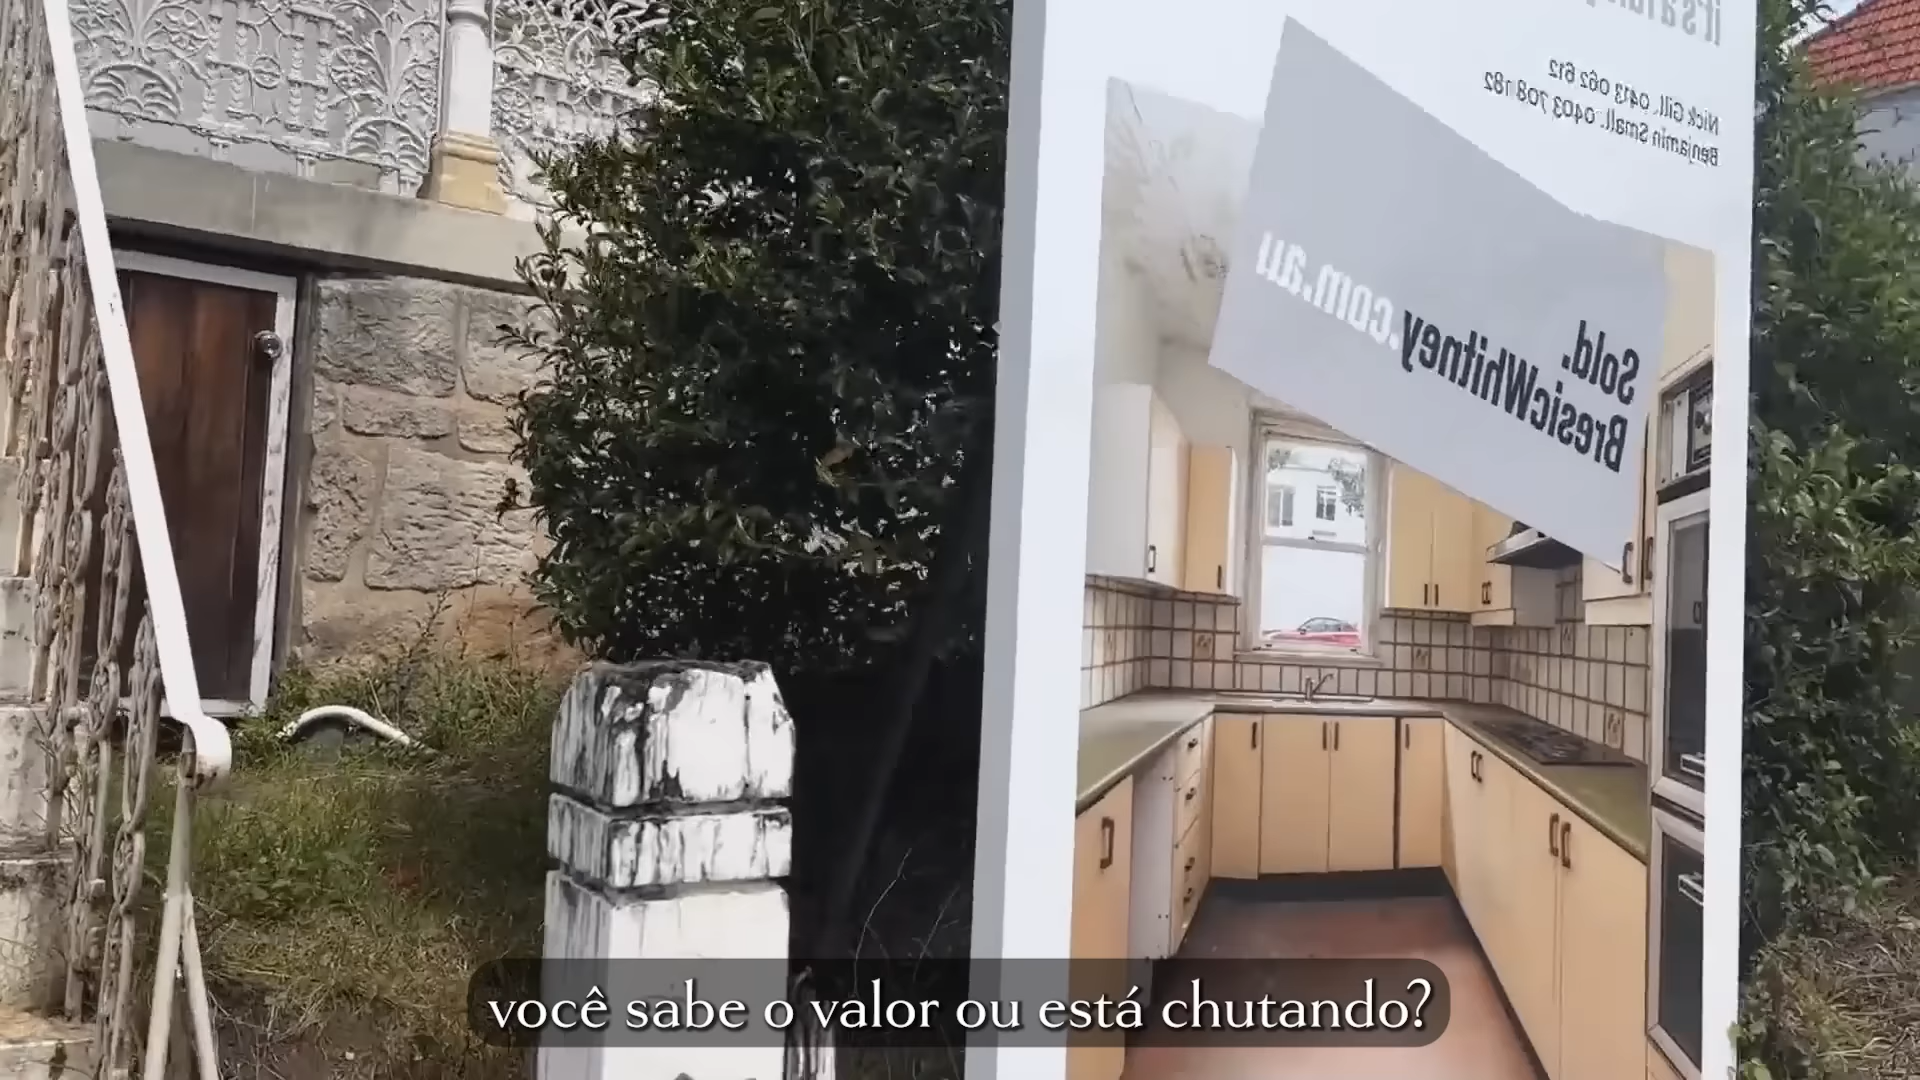 Nick Gill. 0413 062 612
Benjamin Small. 0403 708 182
Sold.
BresicWhitney.com.au
você sabe o valor ou está chutando?